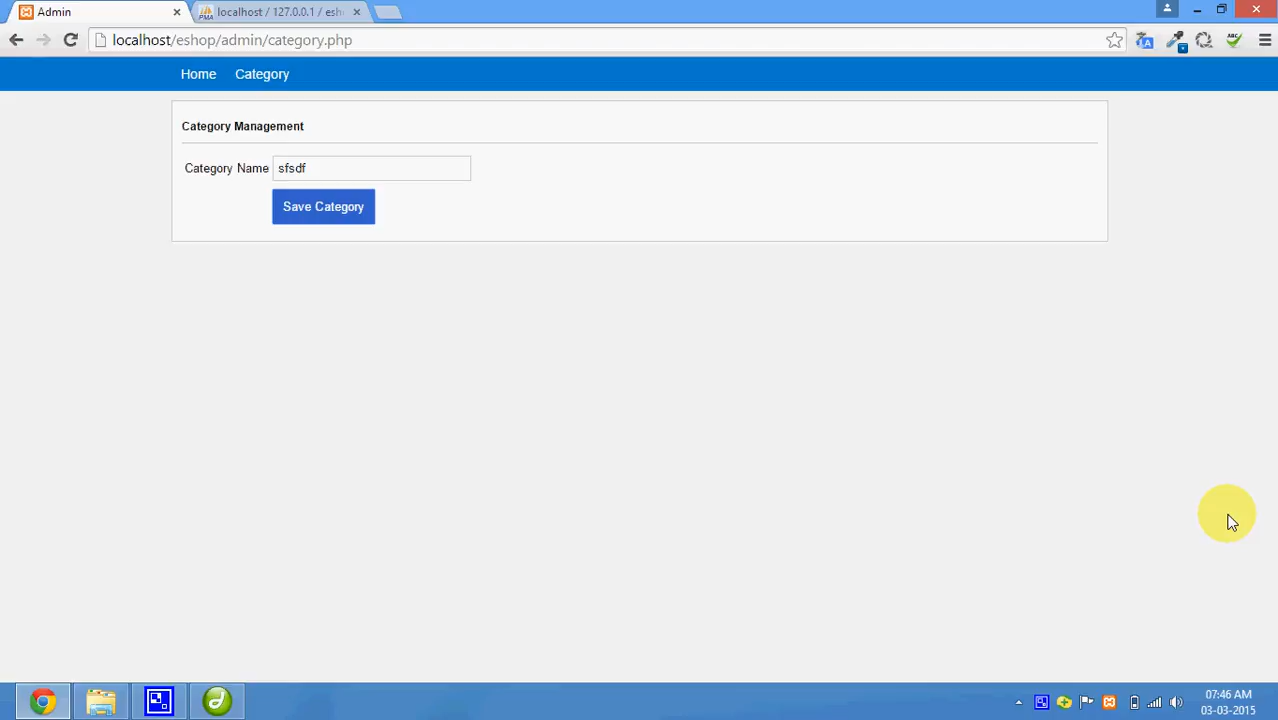 Admin
localhost / 127.0.0.1 / esh
localhost/eshop/admin/category.php
Home Category
Category Management
Category Name sfsdf
Save Category
07:46 AM
03-03-2015